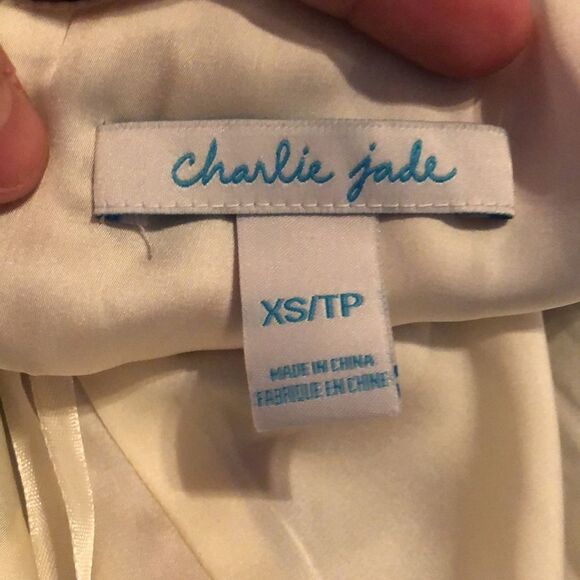 charlie jade
XS/TP
MADE IN CHINA
FABRIQUE EN CHINE